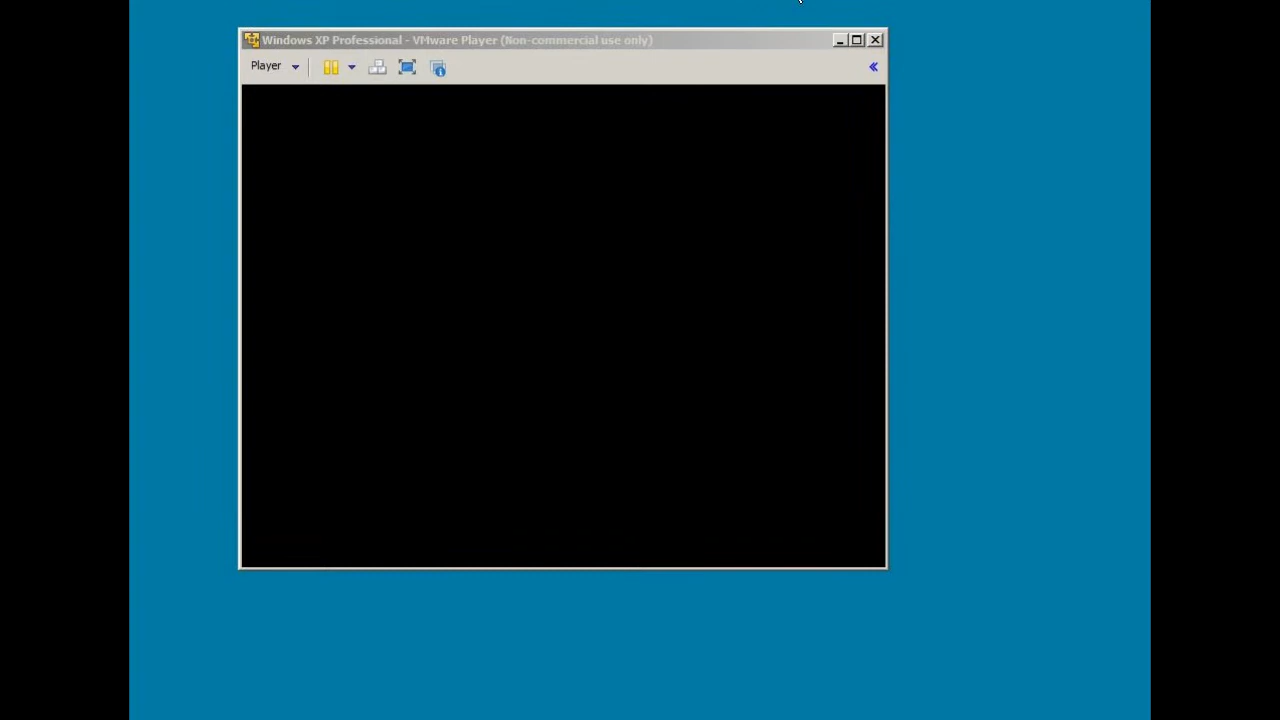 Windows XP Professional - VMware Player (Non-commercial use only)
Player